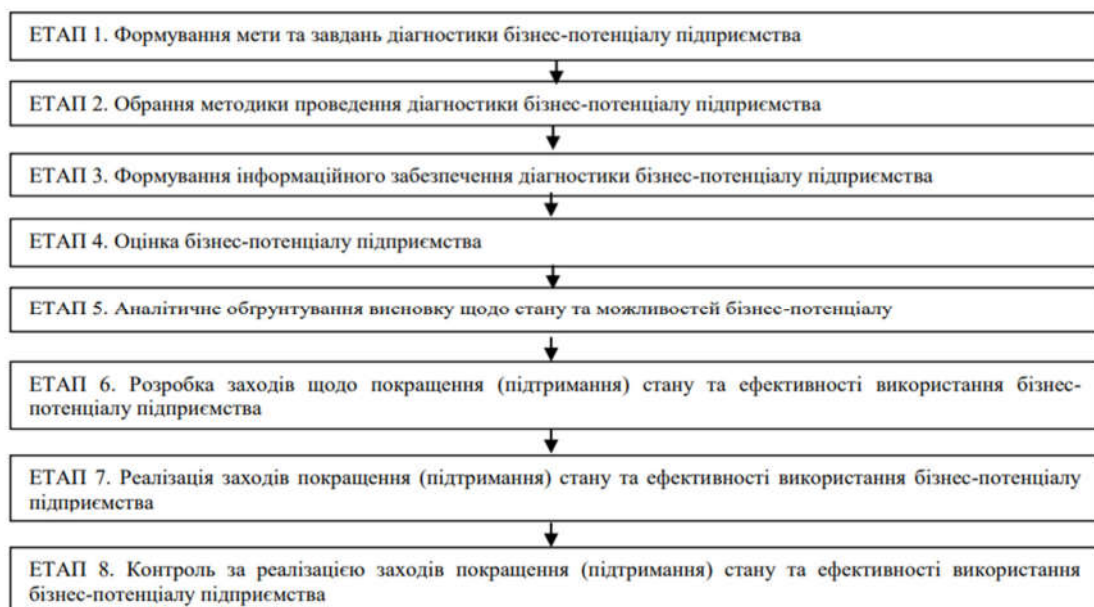 ЕТАП 1. Формування мети та завдань діагностики бізнес-потенціалу підприємства
ЕТАП 2. Обрання методики проведення діагностики бізнес-потенціалу підприємства
ЕТАП 3. Формування інформаційного забезпечення діагностики бізнес-потенціалу підприємства
ЕТАП 4. Оцінка бізнес-потенціалу підприємства
ЕТАП 5. Аналітичне обґрунтування висновку щодо стану та можливостей бізнес-потенціалу
ЕТАП 6. Розробка заходів щодо покращення (підтримання) стану та ефективності використання бізнес-
потенціалу підприємства
ЕТАП 7. Реалізація заходів покращення (підтримання) стану та ефективності використання бізнес-потенціалу
підприємства
ЕТАП 8. Контроль за реалізацією заходів покращення (підтримання) стану та ефективності використання
бізнес-потенціалу підприємства